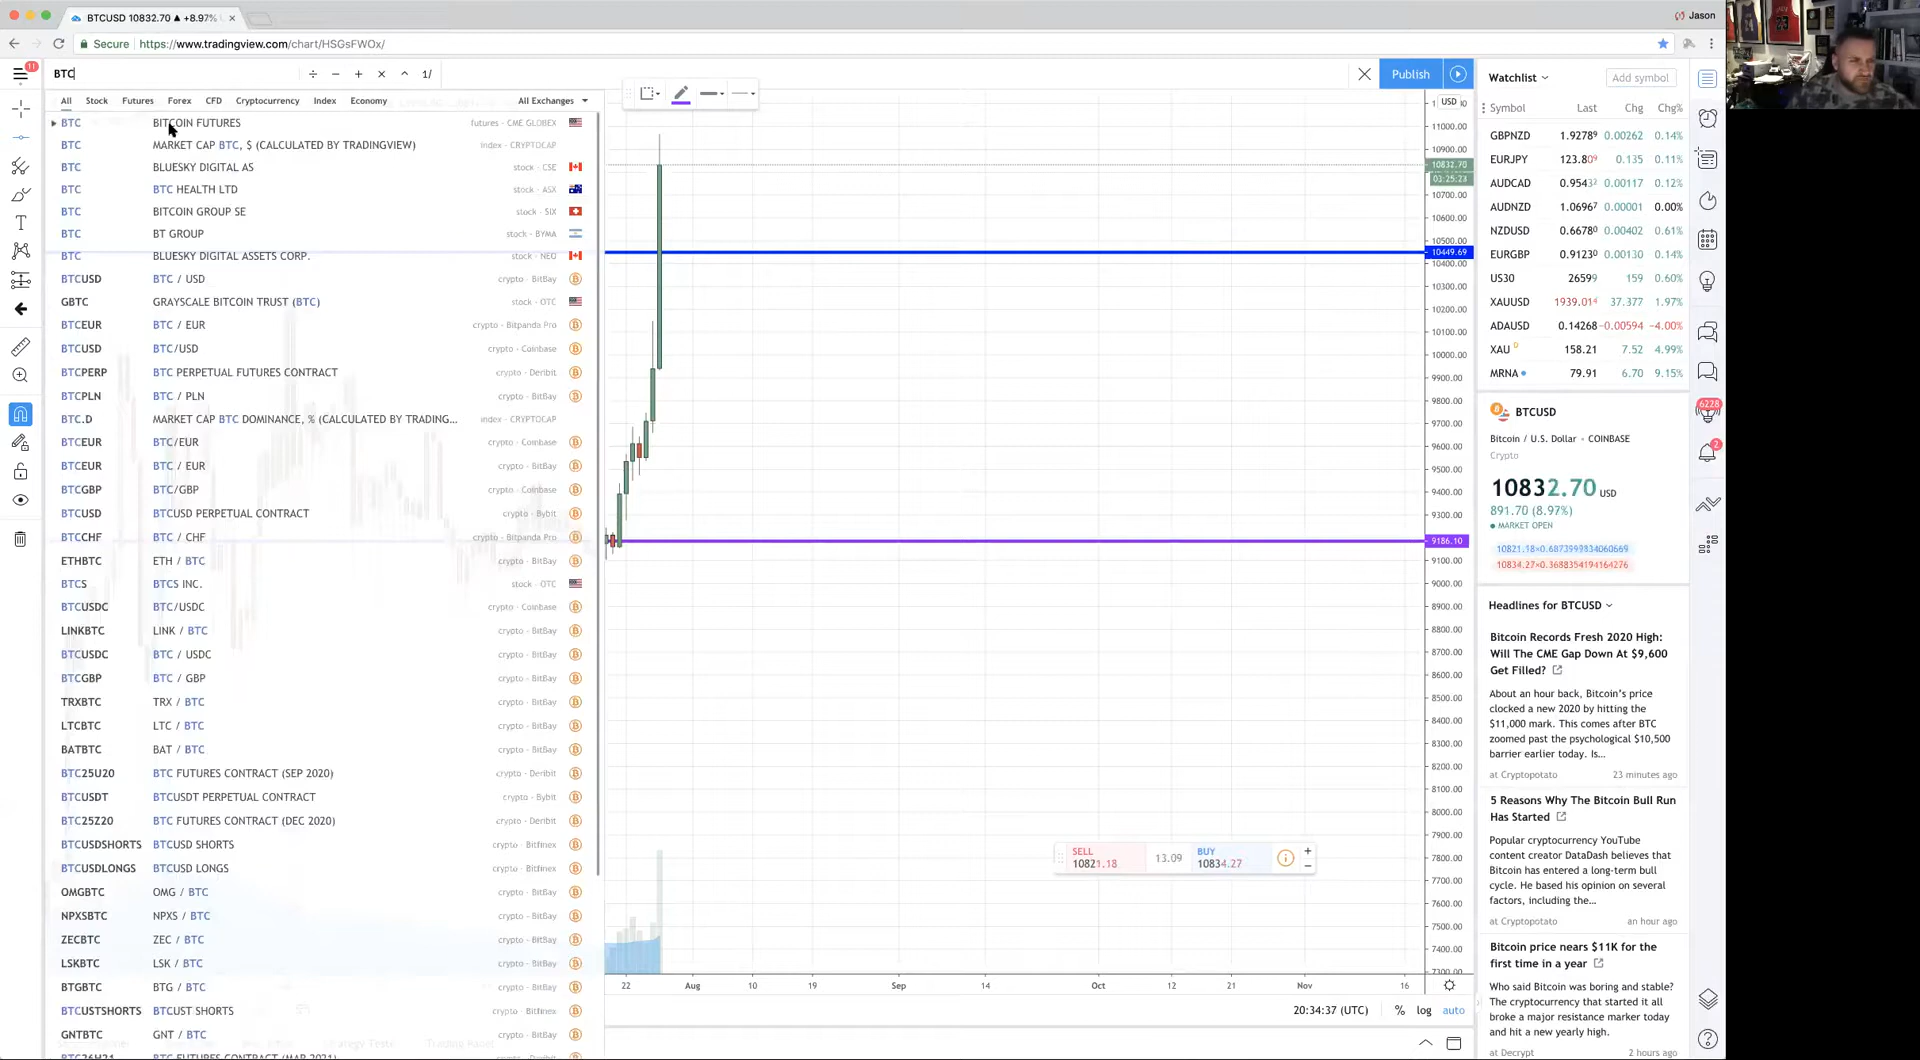 BTCUSD 10832.70 ▲ +8.97%
Jason
Secure
https://www.tradingview.com/chart/HSGsFWOx/
11
BTC
÷ − + × ^ 1/
Publish
All Stock Futures Forex CFD Cryptocurrency Index Economy All Exchanges
BTC BITCOIN FUTURES futures - CME GLOBEX
BTC MARKET CAP BTC, $ (CALCULATED BY TRADINGVIEW) index - CRYPTOCAP
BTC BLUESKY DIGITAL AS stock - CSE
BTC BTC HEALTH LTD stock - ASX
BTC BITCOIN GROUP SE stock - SIX
BTC BT GROUP stock - BYMA
BTC BLUESKY DIGITAL ASSETS CORP. stock - NEO
BTCUSD BTC / USD crypto - BitBay
GBTC GRAYSCALE BITCOIN TRUST (BTC) stock - OTC
BTCEUR BTC / EUR crypto - Bitpanda Pro
BTCUSD BTC/USD crypto - Coinbase
BTCPERP BTC PERPETUAL FUTURES CONTRACT crypto - Deribit
BTCPLN BTC / PLN crypto - BitBay
BTC.D MARKET CAP BTC DOMINANCE, % (CALCULATED BY TRADING... index - CRYPTOCAP
BTCEUR BTC/EUR crypto - Coinbase
BTCEUR BTC / EUR crypto - BitBay
BTCGBP BTC/GBP crypto - Coinbase
BTCUSD BTCUSD PERPETUAL CONTRACT crypto - Bybit
BTCCHF BTC / CHF crypto - Bitpanda Pro
ETHBTC ETH / BTC crypto - BitBay
BTCS BTCS INC. stock - OTC
BTCUSDC BTC/USDC crypto - Coinbase
LINKBTC LINK / BTC crypto - BitBay
BTCUSDC BTC / USDC crypto - BitBay
BTCGBP BTC / GBP crypto - BitBay
TRXBTC TRX / BTC crypto - BitBay
LTCBTC LTC / BTC crypto - BitBay
BATBTC BAT / BTC crypto - BitBay
BTC25U20 BTC FUTURES CONTRACT (SEP 2020) crypto - Deribit
BTCUSDT BTCUSDT PERPETUAL CONTRACT crypto - Bybit
BTC25Z20 BTC FUTURES CONTRACT (DEC 2020) crypto - Deribit
BTCUSDSHORTS BTCUSD SHORTS crypto - Bitfinex
BTCUSDLONGS BTCUSD LONGS crypto - Bitfinex
OMGBTC OMG / BTC crypto - BitBay
NPXSBTC NPXS / BTC crypto - BitBay
ZECBTC ZEC / BTC crypto - BitBay
LSKBTC LSK / BTC crypto - BitBay
BTGBTC BTG / BTC crypto - BitBay
BTCUSTSHORTS BTCUST SHORTS crypto - Bitfinex
GNTBTC GNT / BTC crypto - BitBay
BTC26H21 BTC FUTURES CONTRACT (MAR 2021) crypto - Deribit
USD
11000.00
10900.00
10832.70
03:25:23
10700.00
10600.00
10500.00
10449.69
10400.00
10300.00
10200.00
10100.00
10000.00
9900.00
9800.00
9700.00
9600.00
9500.00
9400.00
9300.00
9186.10
9100.00
9000.00
8900.00
8800.00
8700.00
8600.00
8500.00
8400.00
8300.00
8200.00
8100.00
8000.00
7900.00
7800.00
7700.00
7600.00
7500.00
7400.00
7300.00
SELL
10821.18
13.09
BUY
10834.27
22 Aug 10 19 Sep 14 Oct 12 21 Nov 16
20:34:37 (UTC) % log auto
Watchlist Add symbol
Symbol Last Chg Chg%
GBPNZD 1.92789 0.00262 0.14%
EURJPY 123.809 0.135 0.11%
AUDCAD 0.95432 0.00117 0.12%
AUDNZD 1.06967 0.00001 0.00%
NZDUSD 0.66780 0.00402 0.61%
EURGBP 0.91230 0.00130 0.14%
US30 26599 159 0.60%
XAUUSD 1939.014 37.377 1.97%
ADAUSD 0.14268 −0.00594 −4.00%
XAU D 158.21 7.52 4.99%
MRNA 79.91 6.70 9.15%
BTCUSD
Bitcoin / U.S. Dollar - COINBASE
Crypto
10832.70 USD
891.70 (8.97%)
MARKET OPEN
Headlines for BTCUSD
Bitcoin Records Fresh 2020 High:
Will The CME Gap Down At $9,600
Get Filled?
About an hour back, Bitcoin's price
clocked a new 2020 by hitting the
$11,000 mark. This comes after BTC
zoomed past the psychological $10,500
barrier earlier today. Is...
at Cryptopotato 23 minutes ago
5 Reasons Why The Bitcoin Bull Run
Has Started
Popular cryptocurrency YouTube
content creator DataDash believes that
Bitcoin has entered a long-term bull
cycle. He based his opinion on several
factors, including the...
at Cryptopotato an hour ago
Bitcoin price nears $11K for the
first time in a year
Who said Bitcoin was boring and stable?
The cryptocurrency that started it all
broke a major resistance marker today
and hit a new yearly high.
at Decrypt 2 hours ago
6228
2
24
23